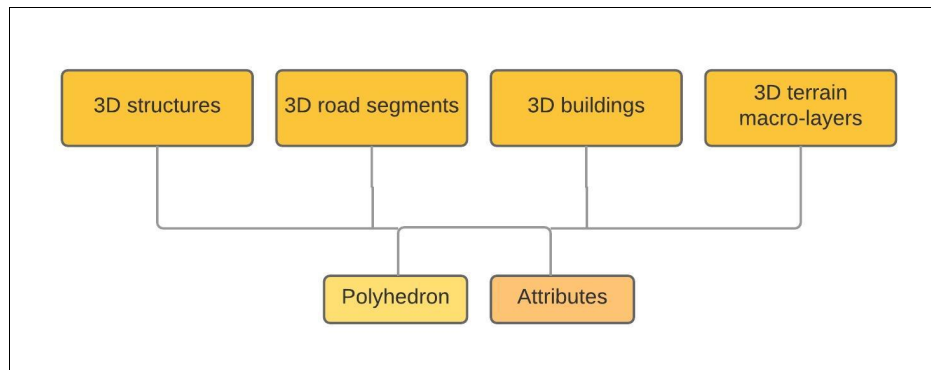 3D structures
3D road segments
3D buildings
3D terrain
macro-layers
Polyhedron
Attributes